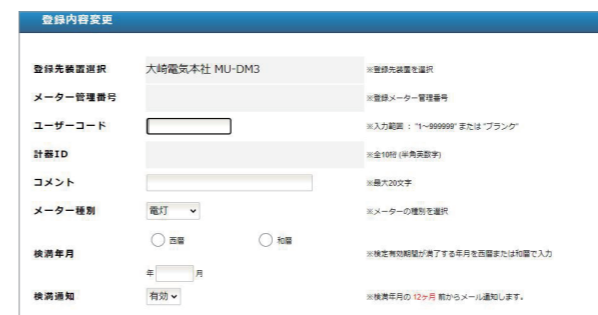 登録内容変更
登録先装置選択 大崎電気本社 MU-DM3 ※登録先装置を選択
メーター管理番号 ※登録メーター管理番号
ユーザーコード ※入力範囲 : "1~999999" または "ブランク"
計器ID ※全10桁 (半角英数字)
コメント ※最大20文字
メーター種別 電灯 ※メーターの種別を選択
西暦 和暦
検満年月 ※検定有効期間が満了する年月を西暦または和暦で入力
年 月
検満通知 有効 ※検満年月の 12ヶ月 前からメール通知します。